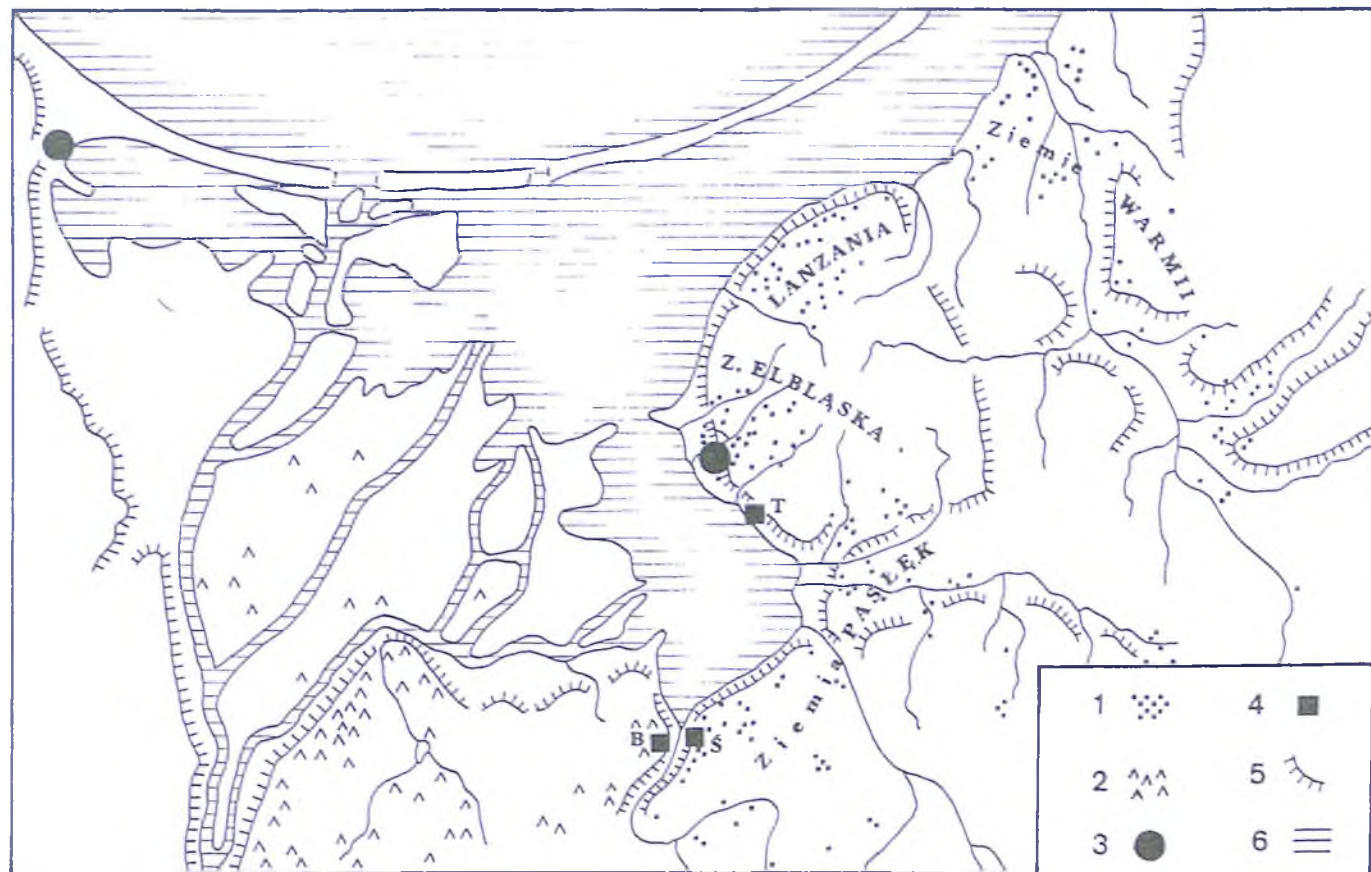 Ziemie
WARMII
LANZANIA
Z. ELBLĄSKA
T
Ziemia PASŁĘK
B
Ś
1 4
2 5
3 6